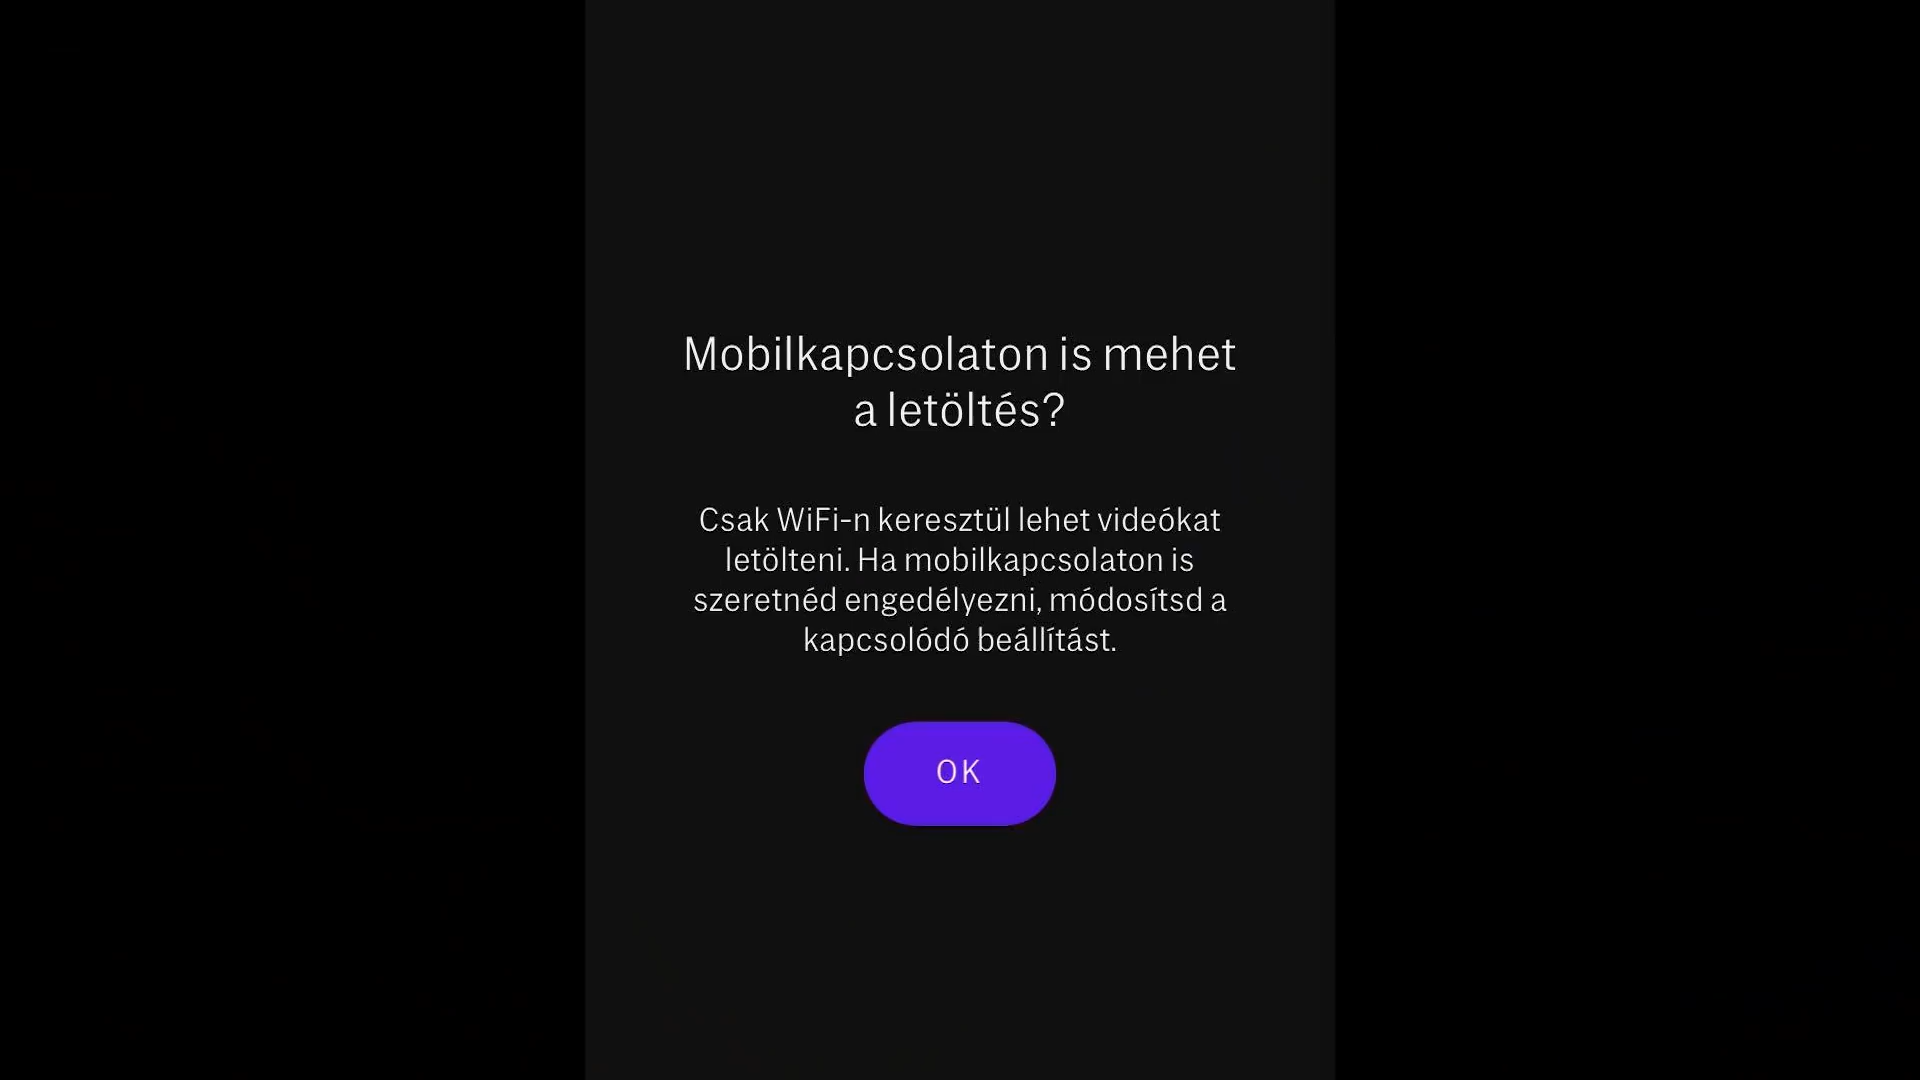 Mobilkapcsolaton is mehet
a letöltés?
Csak WiFi-n keresztül lehet videókat
letölteni. Ha mobilkapcsolaton is
szeretnéd engedélyezni, módosítsd a
kapcsolódó beállítást.
OK